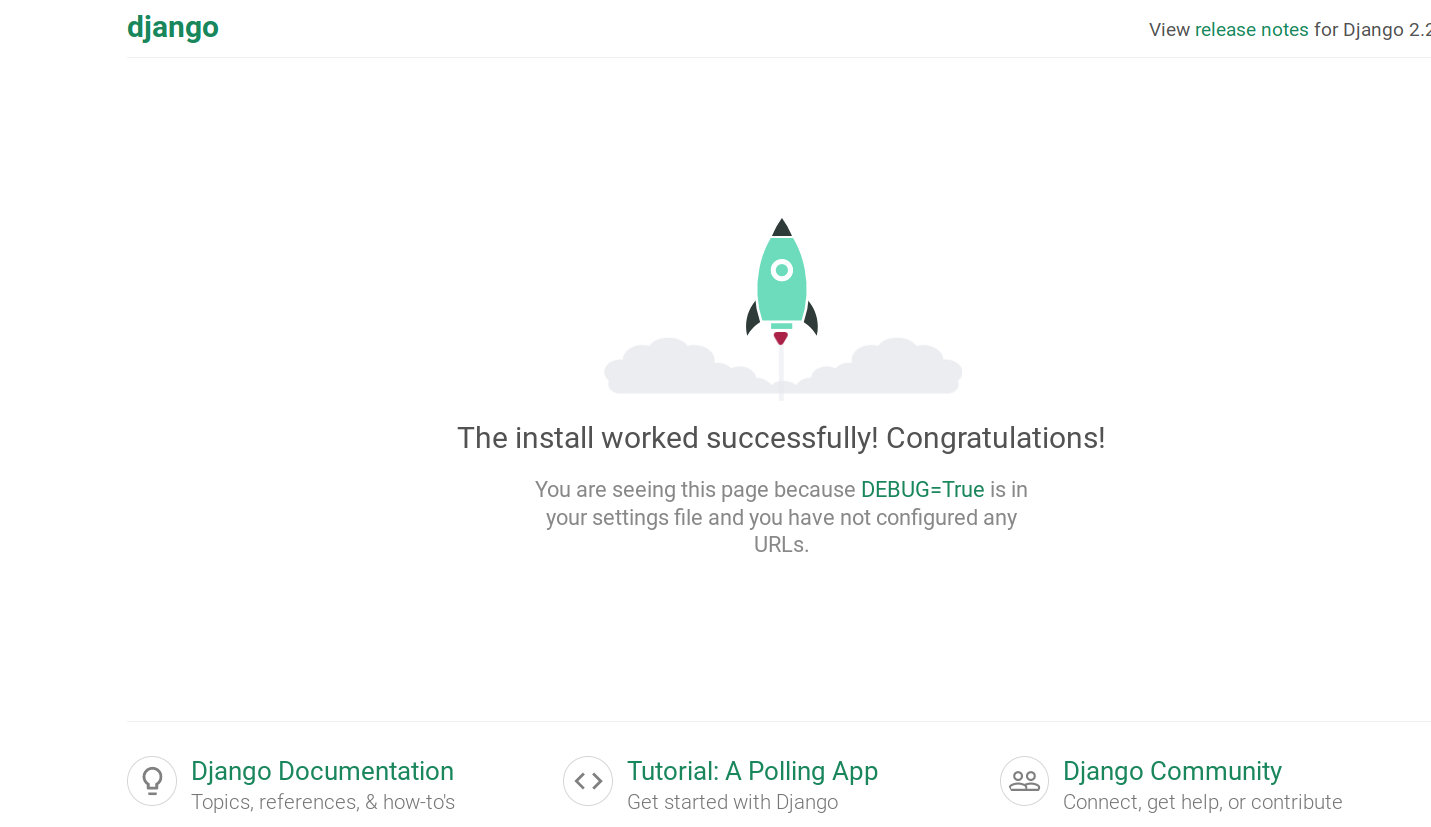 django
View release notes for Django 2.2
The install worked successfully! Congratulations!
You are seeing this page because DEBUG=True is in
your settings file and you have not configured any
URLs.
Django Documentation
Topics, references, & how-to's
Tutorial: A Polling App
Get started with Django
Django Community
Connect, get help, or contribute